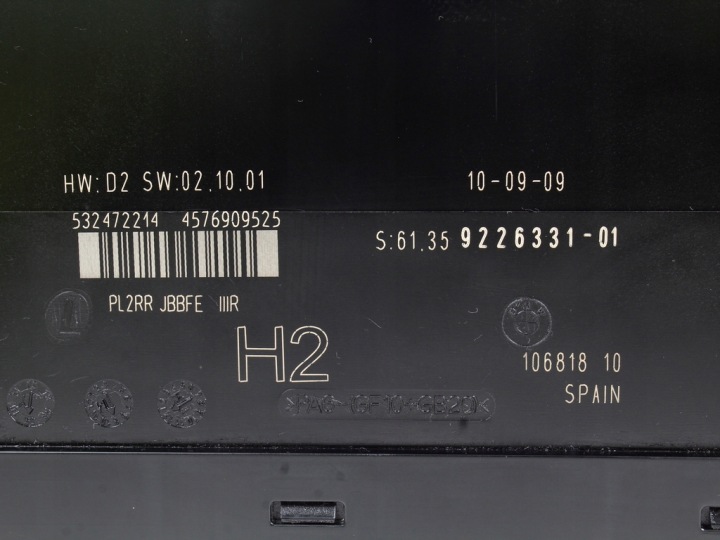 HW:D2 SW:02.10.01 10-09-09
532472214 4576909525
S:61.35 9226331-01
PL2RR JBBFE IIIR
H2
106818 10
SPAIN